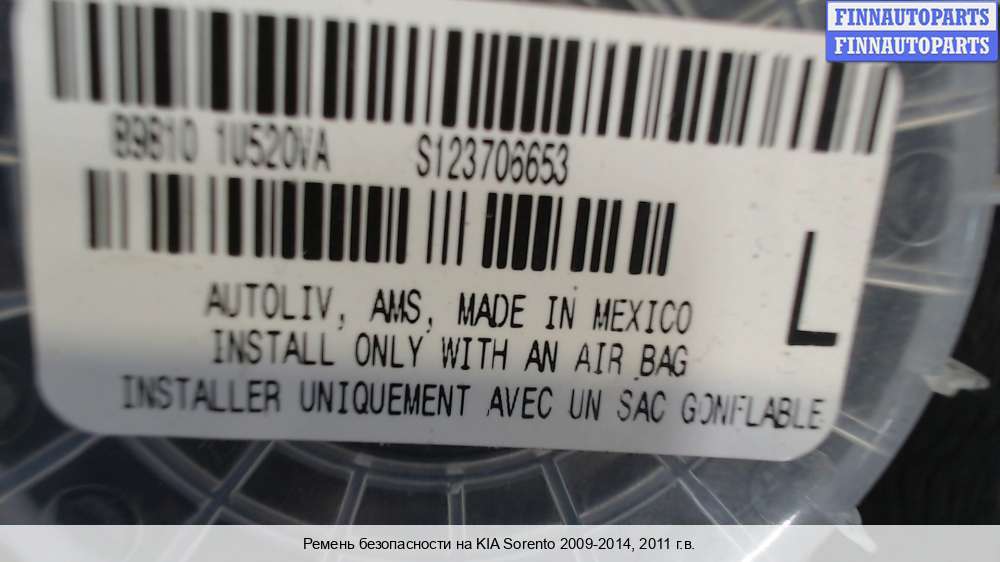 FINNAUTOPARTS
FINNAUTOPARTS
89810 1U520VA S123706653
L
AUTOLIV, AMS, MADE IN MEXICO
INSTALL ONLY WITH AN AIR BAG
INSTALLER UNIQUEMENT AVEC UN SAC GONFLABLE
Ремень безопасности на KIA Sorento 2009-2014, 2011 г.в.